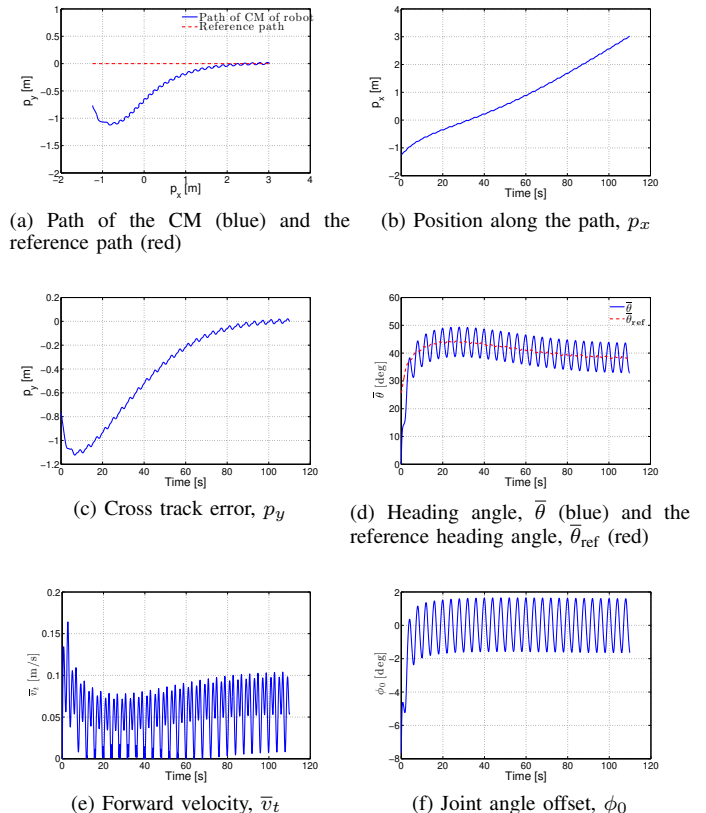 Path of CM of robot
Reference path
1
0.5
0
−0.5
−1
−1.5
−2
−2 −1 0 1 2 3 4
p_y [m]
p_x [m]
(a) Path of the CM (blue) and the
reference path (red)
4
3
2
1
0
−1
−2
0 20 40 60 80 100 120
p_x [m]
Time [s]
(b) Position along the path, p_x
0.2
0
−0.2
−0.4
−0.6
−0.8
−1
−1.2
0 20 40 60 80 100 120
p_y [m]
Time [s]
(c) Cross track error, p_y
θ̅
θ̅_ref
60
50
40
30
20
10
0
0 20 40 60 80 100 120
θ̅ [deg]
Time [s]
(d) Heading angle, θ̅ (blue) and the
reference heading angle, θ̅_ref (red)
0.2
0.15
0.1
0.05
0
0 20 40 60 80 100 120
v̅_t [m/s]
Time [s]
(e) Forward velocity, v̅_t
2
0
−2
−4
−6
−8
0 20 40 60 80 100 120
ϕ_0 [deg]
Time [s]
(f) Joint angle offset, ϕ_0